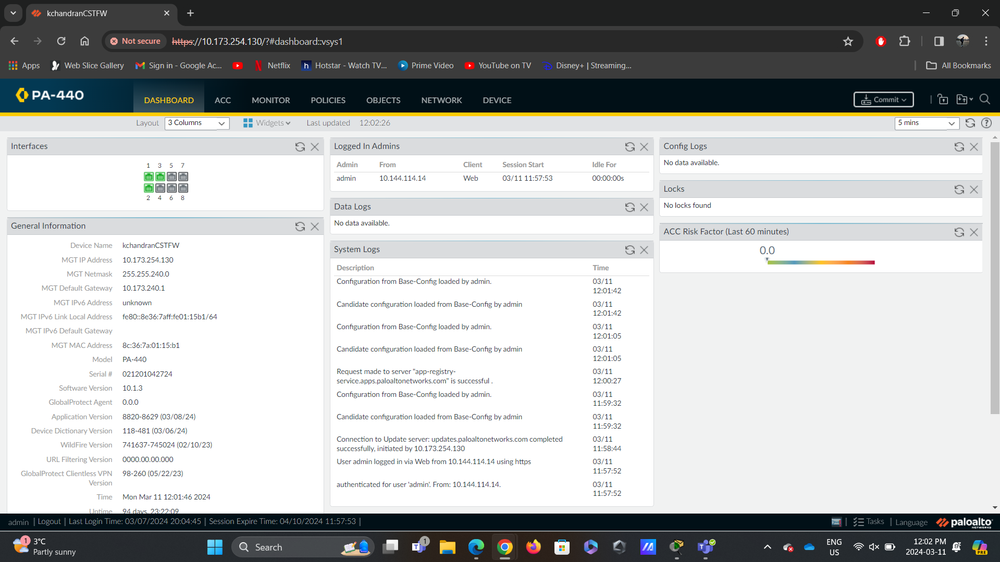 kchandranCSTFW
Not secure https://10.173.254.130/?#dashboard::vsys1
Apps Web Slice Gallery Sign in - Google Ac... Netflix Hotstar - Watch TV... Prime Video YouTube on TV Disney+ | Streaming... All Bookmarks
PA-440 DASHBOARD ACC MONITOR POLICIES OBJECTS NETWORK DEVICE Commit
Layout 3 Columns Widgets Last updated 12:02:26 5 mins
Interfaces
1 3 5 7
2 4 6 8
General Information
Device Name kchandranCSTFW
MGT IP Address 10.173.254.130
MGT Netmask 255.255.240.0
MGT Default Gateway 10.173.240.1
MGT IPv6 Address unknown
MGT IPv6 Link Local Address fe80::8e36:7aff:fe01:15b1/64
MGT IPv6 Default Gateway
MGT MAC Address 8c:36:7a:01:15:b1
Model PA-440
Serial # 021201042724
Software Version 10.1.3
GlobalProtect Agent 0.0.0
Application Version 8820-8629 (03/08/24)
Device Dictionary Version 118-481 (03/06/24)
WildFire Version 741637-745024 (02/10/23)
URL Filtering Version 0000.00.00.000
GlobalProtect Clientless VPN 98-260 (05/22/23)
Version
Time Mon Mar 11 12:01:46 2024
Uptime 94 days, 23:22:09
Logged In Admins
Admin From Client Session Start Idle For
admin 10.144.114.14 Web 03/11 11:57:53 00:00:00s
Data Logs
No data available.
System Logs
Description Time
Configuration from Base-Config loaded by admin. 03/11
12:01:42
Candidate configuration loaded from Base-Config by admin 03/11
12:01:42
Configuration from Base-Config loaded by admin. 03/11
12:01:05
Candidate configuration loaded from Base-Config by admin 03/11
12:01:05
Request made to server "app-registry- 03/11
service.apps.paloaltonetworks.com" is successful . 12:00:27
Configuration from Base-Config loaded by admin. 03/11
11:59:32
Candidate configuration loaded from Base-Config by admin 03/11
11:59:32
Connection to Update server: updates.paloaltonetworks.com completed 03/11
successfully, initiated by 10.173.254.130 11:58:44
User admin logged in via Web from 10.144.114.14 using https 03/11
11:57:52
authenticated for user 'admin'. From: 10.144.114.14. 03/11
11:57:52
Config Logs
No data available.
Locks
No locks found
ACC Risk Factor (Last 60 minutes)
0.0
admin | Logout | Last Login Time: 03/07/2024 20:04:45 | Session Expire Time: 04/10/2024 11:57:53 | Tasks | Language paloalto
NETWORKS
1 3°C
Partly sunny
Search
1
PRE
ENG
US
12:02 PM
2024-03-11